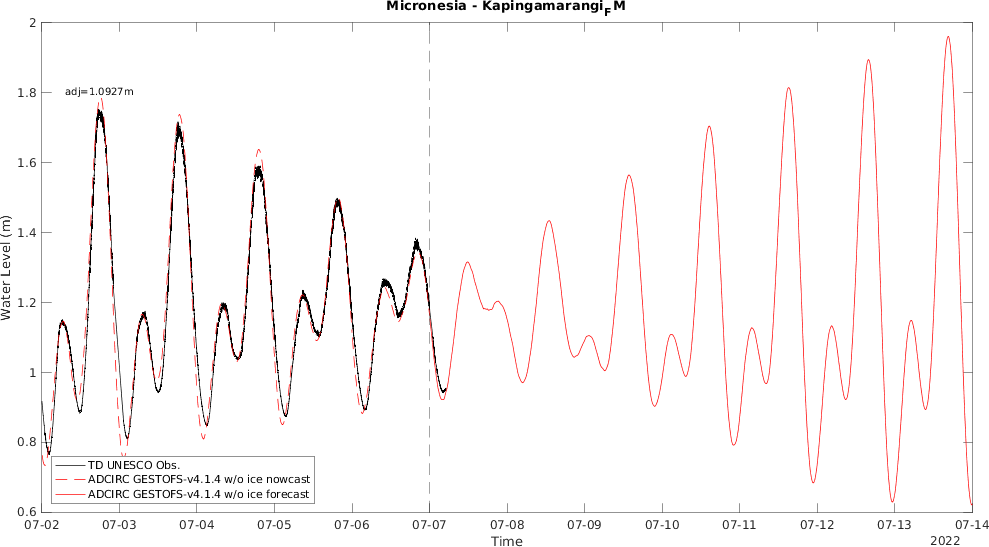 Micronesia - Kapingamarangi_FM
adj=1.0927m
Water Level (m)
2
1.8
1.6
1.4
1.2
1
0.8
0.6
TD UNESCO Obs.
ADCIRC GESTOFS-v4.1.4 w/o ice nowcast
ADCIRC GESTOFS-v4.1.4 w/o ice forecast
07-02 07-03 07-04 07-05 07-06 07-07 07-08 07-09 07-10 07-11 07-12 07-13 07-14
Time
2022